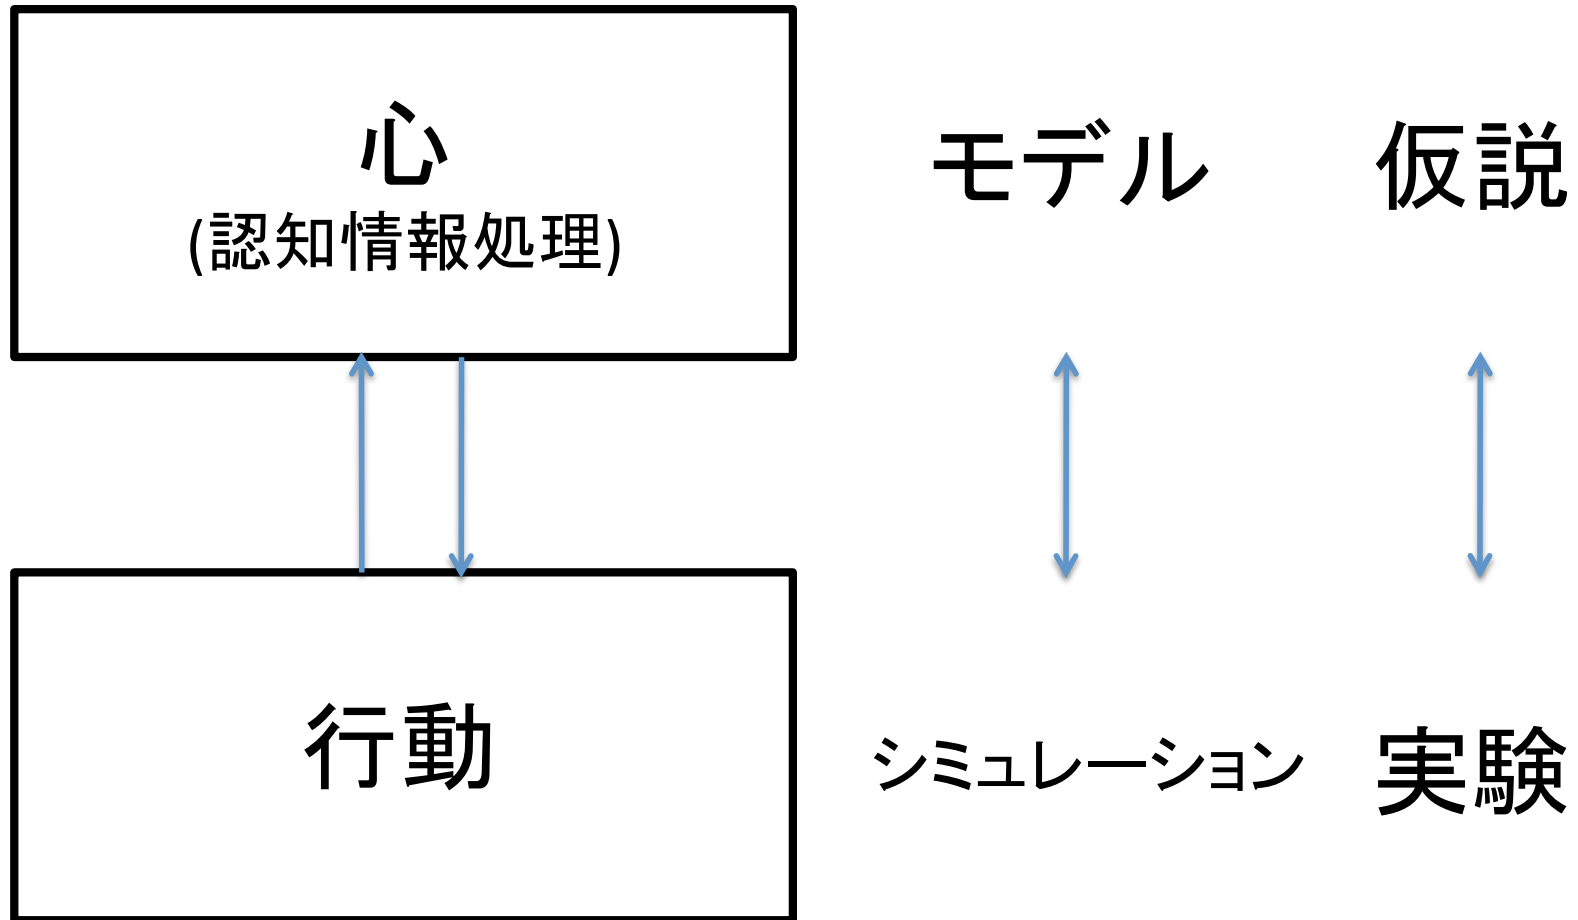 心
(認知情報処理)
モデル
仮説
行動
シミュレーション
実験